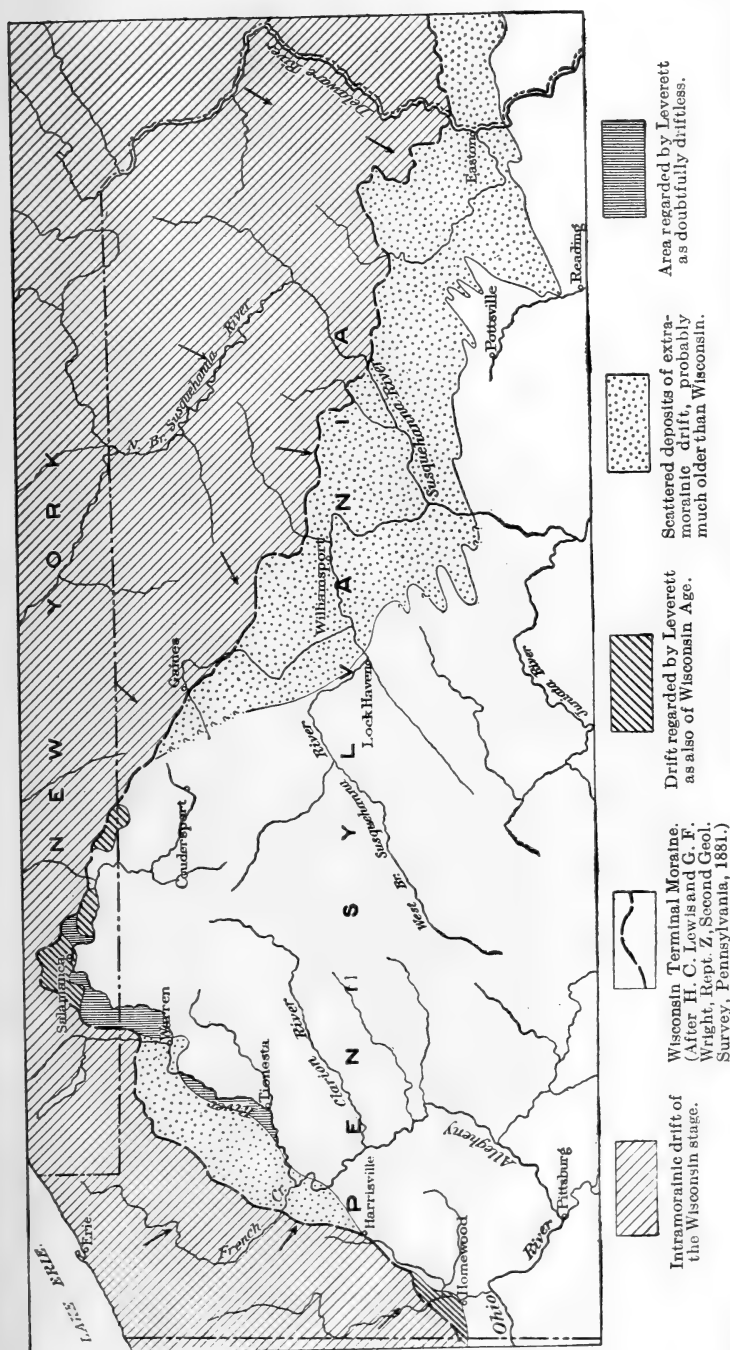 NEW YORK
PENNSYLVANIA
LAKE ERIE
Erie
French C.
Harrisville
Homewood
Ohio River
Pittsburg
Allegheny
River
Tionesta
Clarion River
Warren
Salamanca
Coudersport
West Br. Susquehanna River
Lock Haven
Juniata River
Gaines
Williamsport
N. Br. Susquehanna River
Susquehanna River
Pottsville
Reading
Easton
Delaware River
Intramorainic drift of
the Wisconsin stage.
Wisconsin Terminal Moraine.
(After H. C. Lewis and G. F.
Wright, Rept. Z, Second Geol.
Survey, Pennsylvania, 1881.)
Drift regarded by Leverett
as also of Wisconsin Age.
Scattered deposits of extra-
morainic drift, probably
much older than Wisconsin.
Area regarded by Leverett
as doubtfully driftless.